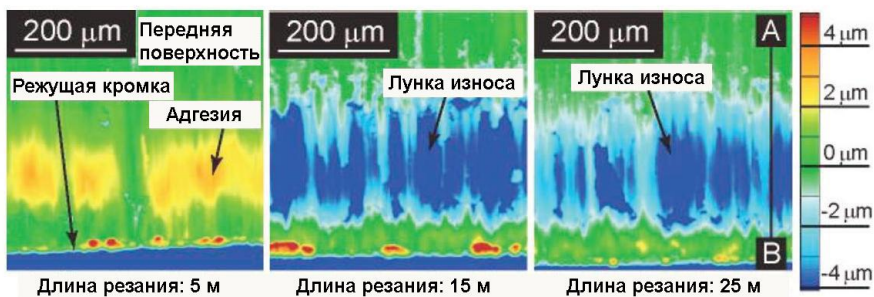 200 μm
Передняя
поверхность
Режущая кромка
Адгезия
Длина резания: 5 м
200 μm
Лунка износа
Длина резания: 15 м
200 μm
Лунка износа
A
B
Длина резания: 25 м
4 μm
2 μm
0 μm
-2 μm
-4 μm